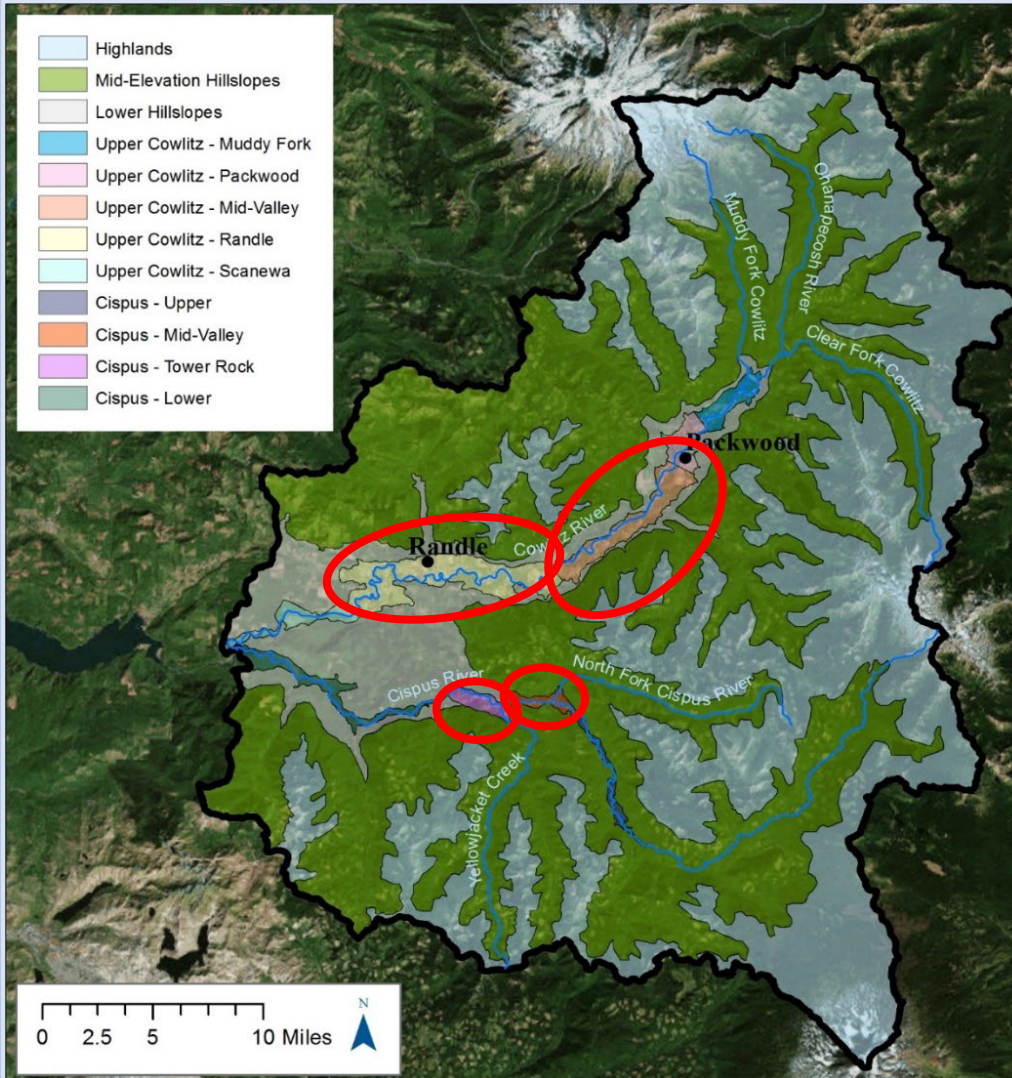 Highlands
Mid-Elevation Hillslopes
Lower Hillslopes
Upper Cowlitz - Muddy Fork
Upper Cowlitz - Packwood
Upper Cowlitz - Mid-Valley
Upper Cowlitz - Randle
Upper Cowlitz - Scanewa
Cispus - Upper
Cispus - Mid-Valley
Cispus - Tower Rock
Cispus - Lower
Ohanapecosh River
Muddy Fork Cowlitz
Clear Fork Cowlitz
Packwood
Cowlitz River
Randle
North Fork Cispus River
Cispus River
Yellowjacket Creek
N
0 2.5 5 10 Miles